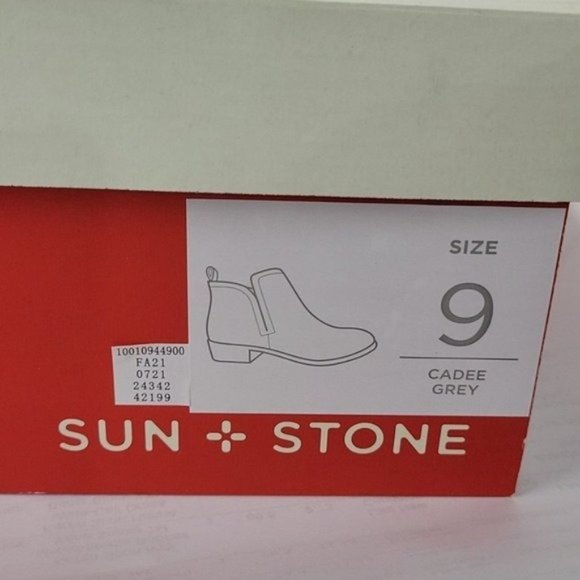 SIZE
9
CADEE
GREY
10010944900
FA21
0721
24342
42199
SUN + STONE